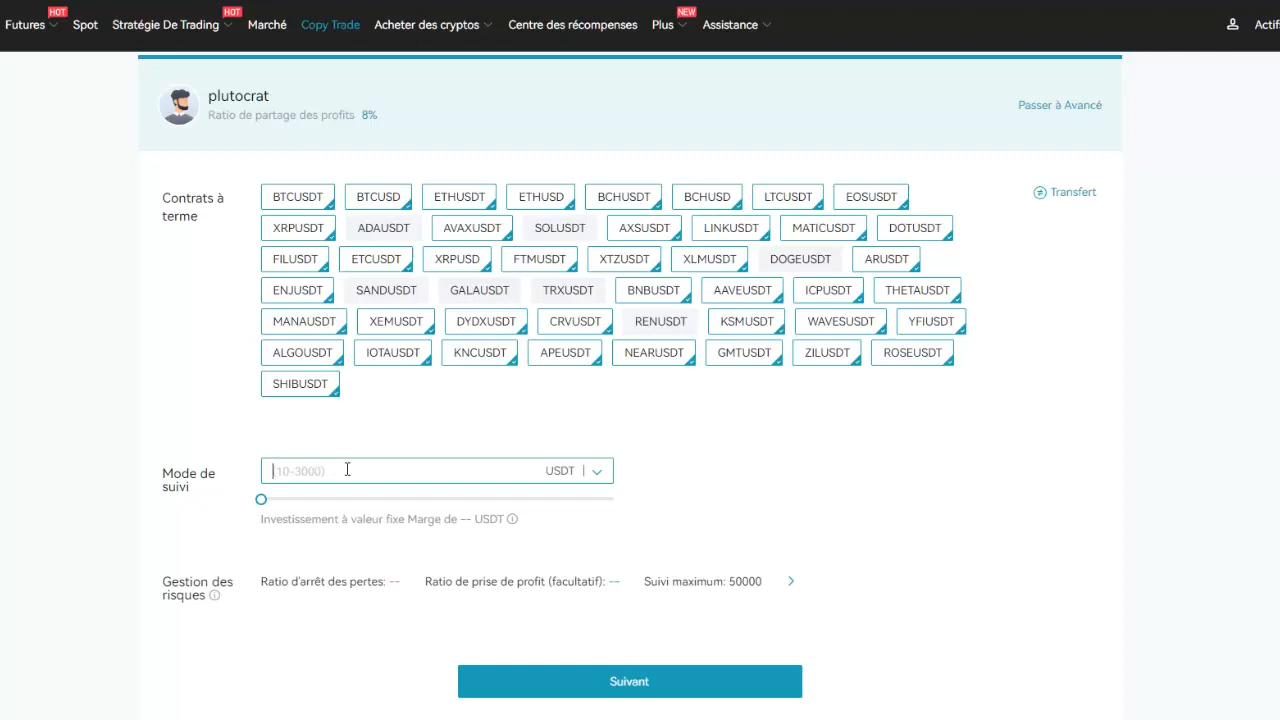 HOT HOT NEW
Futures Spot Stratégie De Trading Marché Copy Trade Acheter des cryptos Centre des récompenses Plus Assistance Actif
plutocrat
Ratio de partage des profits 8%
Passer à Avancé
Contrats à terme
BTCUSDT BTCUSD ETHUSDT ETHUSD BCHUSDT BCHUSD LTCUSDT EOSUSDT
Transfert
XRPUSDT ADAUSDT AVAXUSDT SOLUSDT AXSUSDT LINKUSDT MATICUSDT DOTUSDT
FILUSDT ETCUSDT XRPUSD FTMUSDT XTZUSDT XLMUSDT DOGEUSDT ARUSDT
ENJUSDT SANDUSDT GALAUSDT TRXUSDT BNBUSDT AAVEUSDT ICPUSDT THETAUSDT
MANAUSDT XEMUSDT DYDXUSDT CRVUSDT RENUSDT KSMUSDT WAVESUSDT YFIUSDT
ALGOUSDT IOTAUSDT KNCUSDT APEUSDT NEARUSDT GMTUSDT ZILUSDT ROSEUSDT
SHIBUSDT
Mode de suivi
(10-3000) USDT
Investissement à valeur fixe Marge de -- USDT
Gestion des risques
Ratio d'arrêt des pertes: -- Ratio de prise de profit (facultatif): -- Suivi maximum: 50000
Suivant